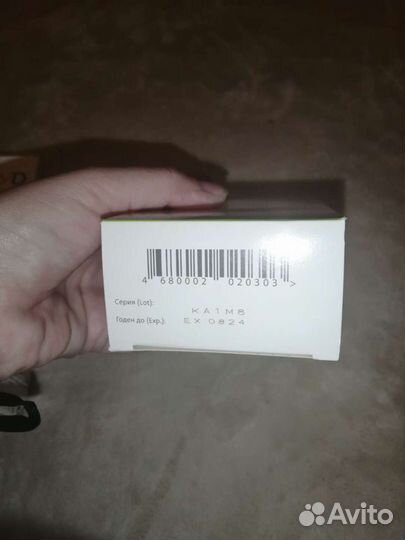 4 680002 020303 >
Серия (Lot): KA1M8
Годен до (Exp.): EX 0824
Avito